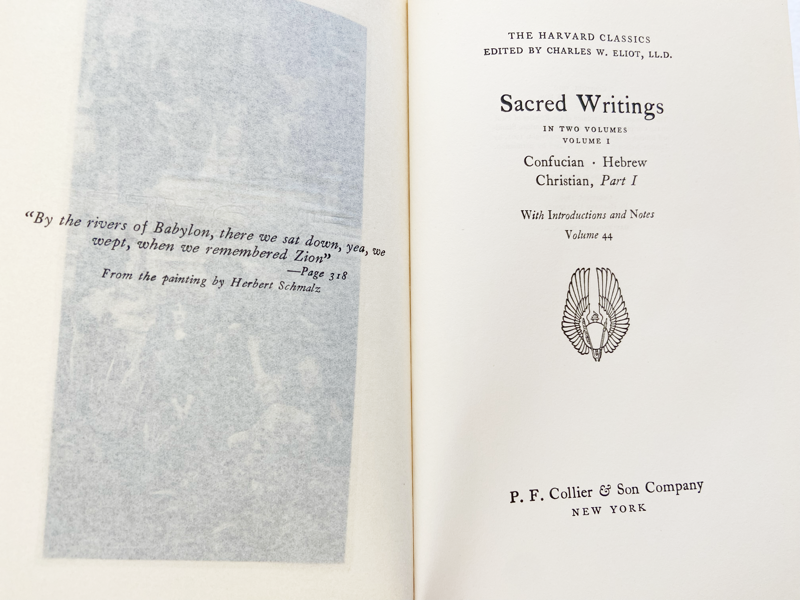 “By the rivers of Babylon, there we sat down, yea, we
wept, when we remembered Zion”
—Page 318
From the painting by Herbert Schmalz
THE HARVARD CLASSICS
EDITED BY CHARLES W. ELIOT, LL.D.
Sacred Writings
IN TWO VOLUMES
VOLUME I
Confucian · Hebrew
Christian, Part I
With Introductions and Notes
Volume 44
P. F. Collier & Son Company
NEW YORK